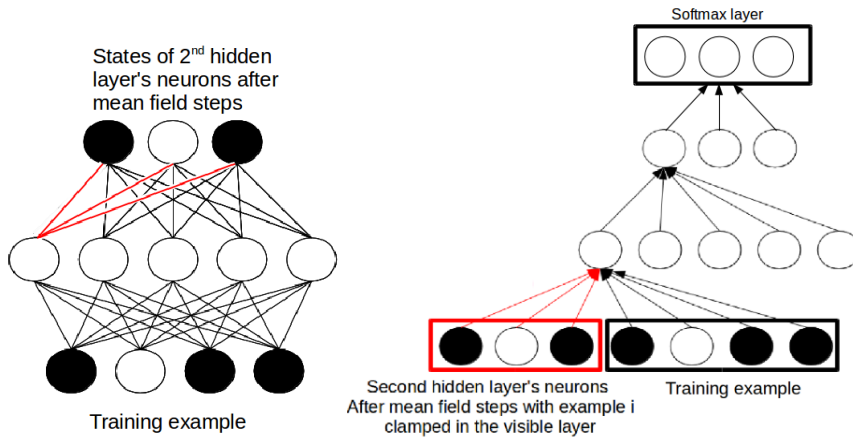 States of 2nd hidden
layer's neurons after
mean field steps
Training example
Softmax layer
Second hidden layer's neurons
After mean field steps with example i
clamped in the visible layer
Training example